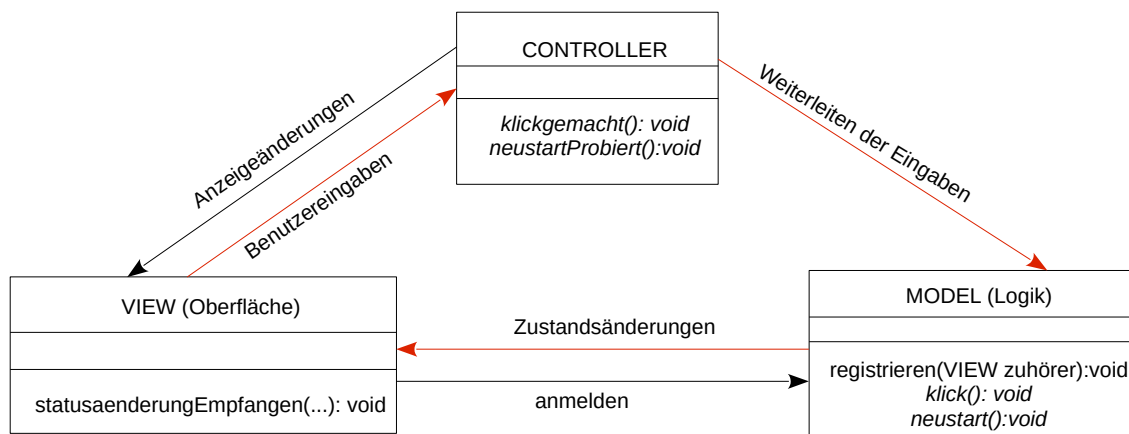 CONTROLLER
klickgemacht(): void
neustartProbiert():void
Anzeigeänderungen
Benutzereingaben
Weiterleiten der Eingaben
VIEW (Oberfläche)
statusaenderungEmpfangen(...): void
Zustandsänderungen
anmelden
MODEL (Logik)
registrieren(VIEW zuhörer):void
klick(): void
neustart():void